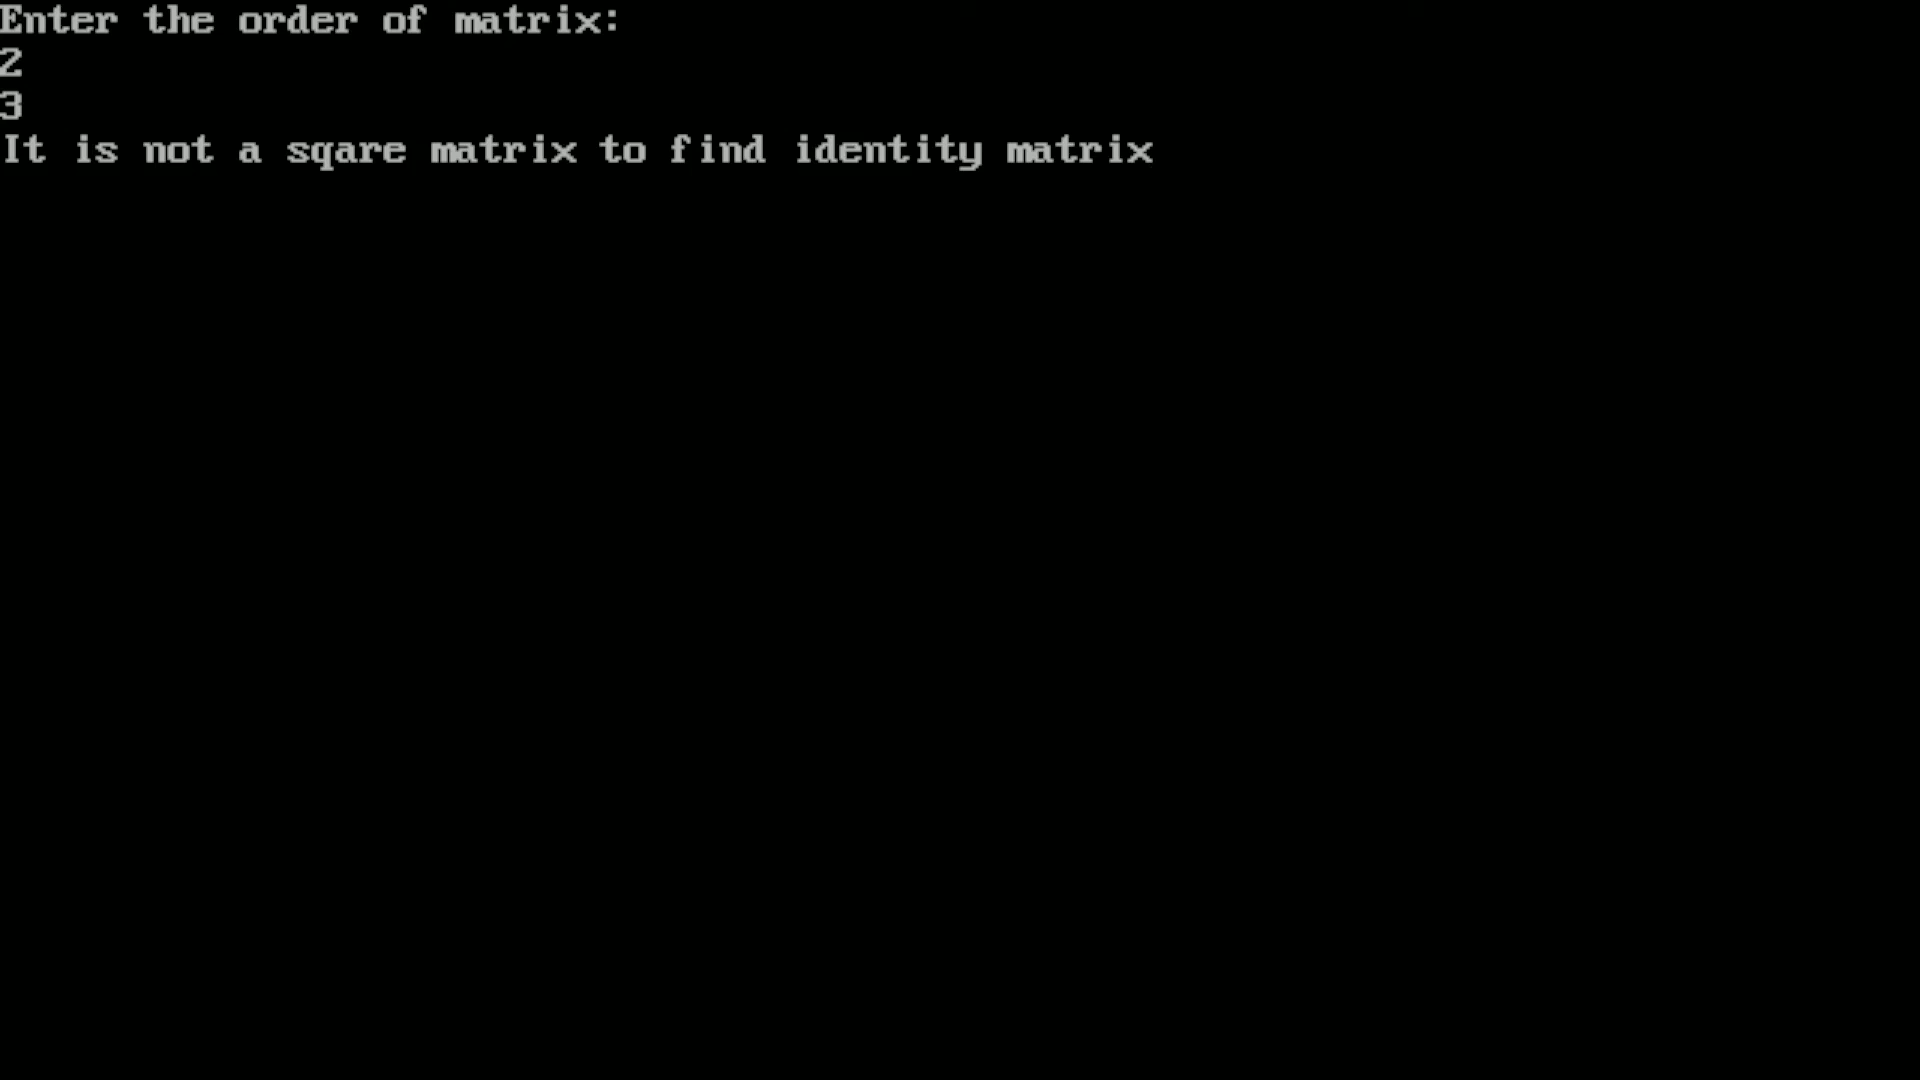 Enter the order of matrix:
2
3
It is not a sqare matrix to find identity matrix